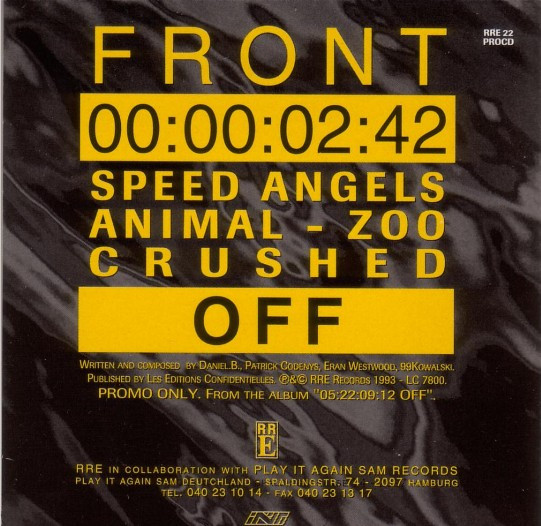 FRONT
RRE 22
PROCD
00:00:02:42
SPEED ANGELS
ANIMAL - ZOO
CRUSHED
OFF
WRITTEN AND COMPOSED BY DANIEL.B., PATRICK CODENYS, ERAN WESTWOOD, 99KOWALSKI.
PUBLISHED BY LES EDITIONS CONFIDENTIELLES. ℗&© RRE RECORDS 1993 - LC 7800.
PROMO ONLY. FROM THE ALBUM "05:22:09:12 OFF".
RR
E
RRE IN COLLABORATION WITH PLAY IT AGAIN SAM RECORDS
PLAY IT AGAIN SAM DEUTCHLAND - SPALDINGSTR. 74 - 2097 HAMBURG
TEL. 040 23 10 14 - FAX 040 23 13 17